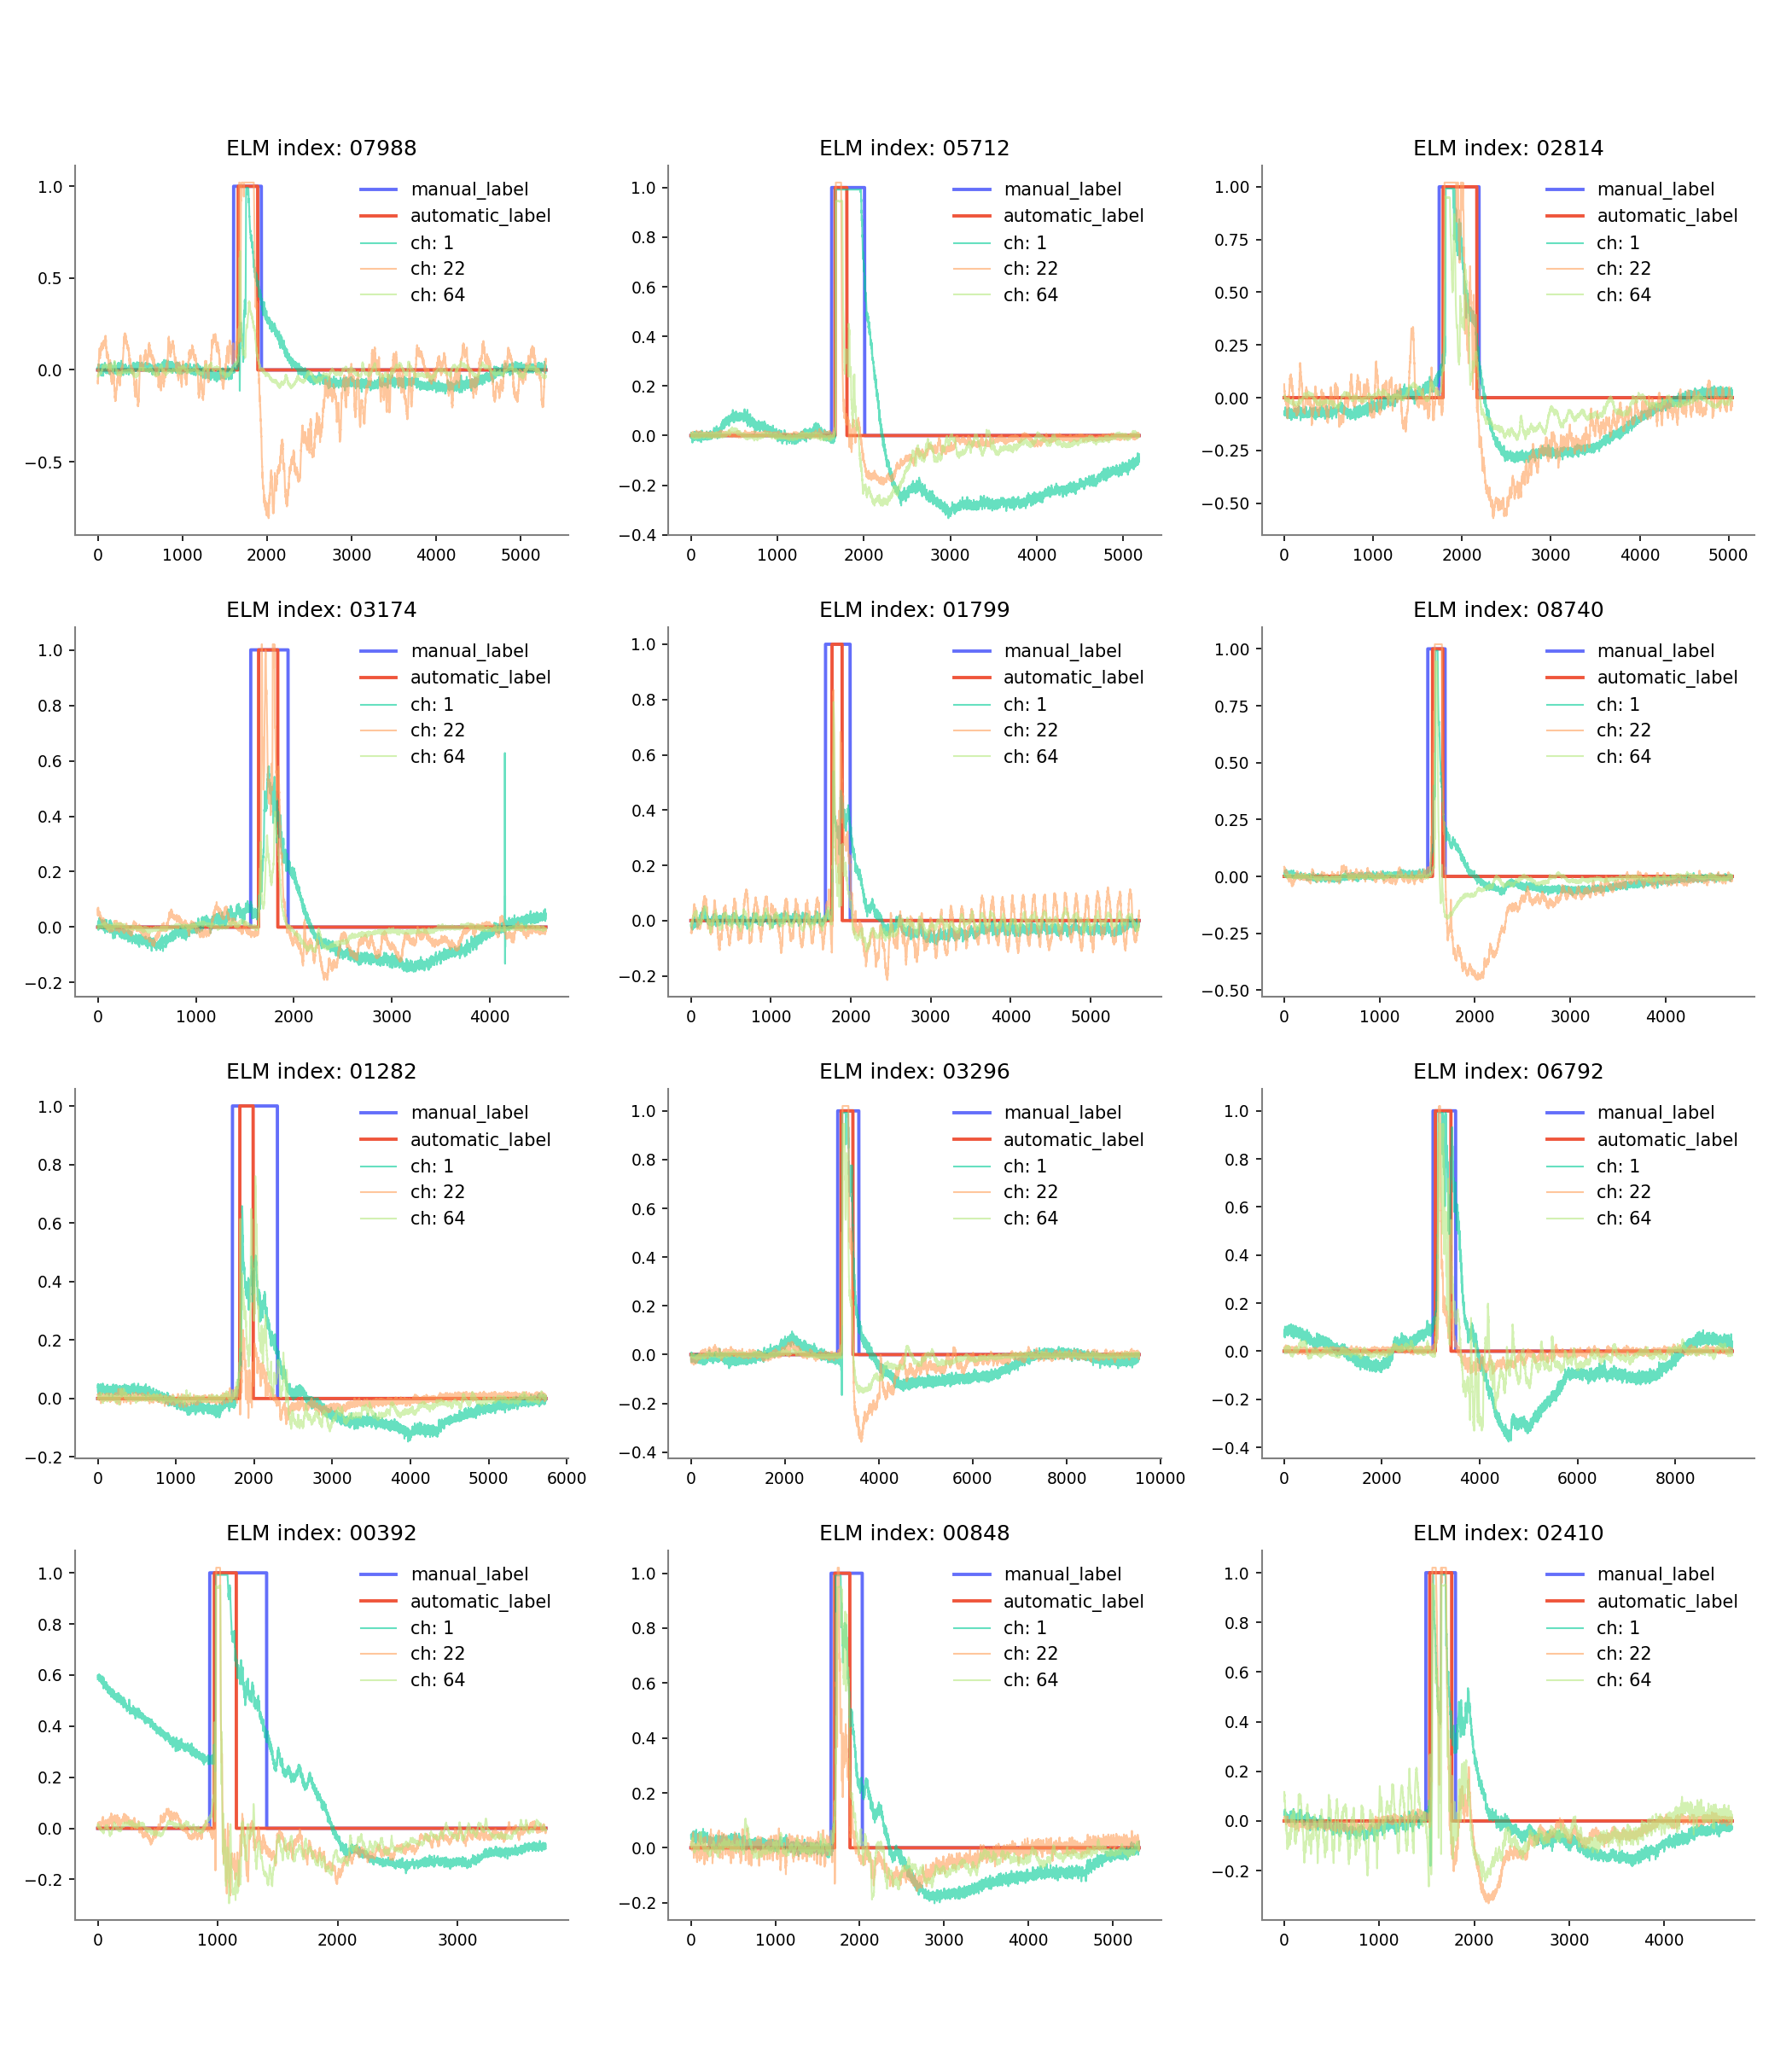 ELM index: 07988
1.0
0.5
0.0
−0.5
0 1000 2000 3000 4000 5000
manual_label
automatic_label
ch: 1
ch: 22
ch: 64
ELM index: 05712
1.0
0.8
0.6
0.4
0.2
0.0
−0.2
−0.4
0 1000 2000 3000 4000 5000
manual_label
automatic_label
ch: 1
ch: 22
ch: 64
ELM index: 02814
1.00
0.75
0.50
0.25
0.00
−0.25
−0.50
0 1000 2000 3000 4000 5000
manual_label
automatic_label
ch: 1
ch: 22
ch: 64
ELM index: 03174
1.0
0.8
0.6
0.4
0.2
0.0
−0.2
0 1000 2000 3000 4000
manual_label
automatic_label
ch: 1
ch: 22
ch: 64
ELM index: 01799
1.0
0.8
0.6
0.4
0.2
0.0
−0.2
0 1000 2000 3000 4000 5000
manual_label
automatic_label
ch: 1
ch: 22
ch: 64
ELM index: 08740
1.00
0.75
0.50
0.25
0.00
−0.25
−0.50
0 1000 2000 3000 4000
manual_label
automatic_label
ch: 1
ch: 22
ch: 64
ELM index: 01282
1.0
0.8
0.6
0.4
0.2
0.0
−0.2
0 1000 2000 3000 4000 5000 6000
manual_label
automatic_label
ch: 1
ch: 22
ch: 64
ELM index: 03296
1.0
0.8
0.6
0.4
0.2
0.0
−0.2
−0.4
0 2000 4000 6000 8000 10000
manual_label
automatic_label
ch: 1
ch: 22
ch: 64
ELM index: 06792
1.0
0.8
0.6
0.4
0.2
0.0
−0.2
−0.4
0 2000 4000 6000 8000
manual_label
automatic_label
ch: 1
ch: 22
ch: 64
ELM index: 00392
1.0
0.8
0.6
0.4
0.2
0.0
−0.2
0 1000 2000 3000
manual_label
automatic_label
ch: 1
ch: 22
ch: 64
ELM index: 00848
1.0
0.8
0.6
0.4
0.2
0.0
−0.2
0 1000 2000 3000 4000 5000
manual_label
automatic_label
ch: 1
ch: 22
ch: 64
ELM index: 02410
1.0
0.8
0.6
0.4
0.2
0.0
−0.2
0 1000 2000 3000 4000
manual_label
automatic_label
ch: 1
ch: 22
ch: 64